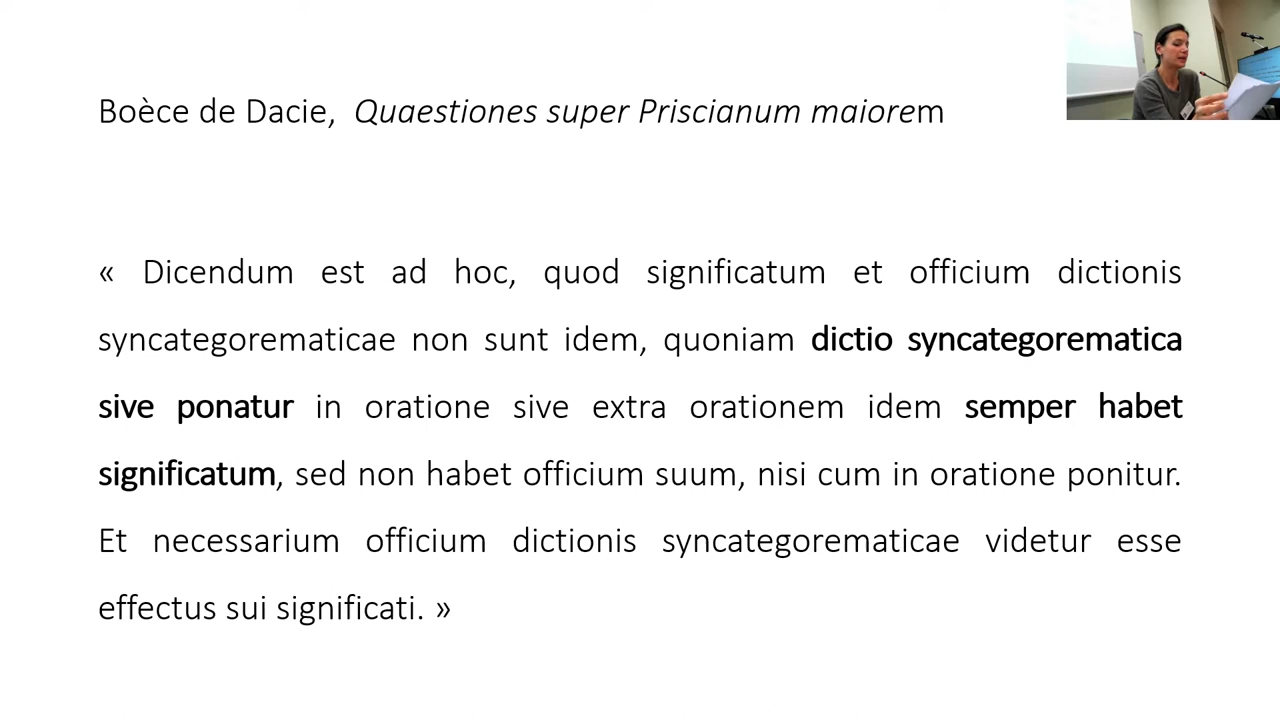 Boèce de Dacie, Quaestiones super Priscianum maiorem
« Dicendum est ad hoc, quod significatum et officium dictionis
syncategorematicae non sunt idem, quoniam dictio syncategorematica
sive ponatur in oratione sive extra orationem idem semper habet
significatum, sed non habet officium suum, nisi cum in oratione ponitur.
Et necessarium officium dictionis syncategorematicae videtur esse
effectus sui significati. »